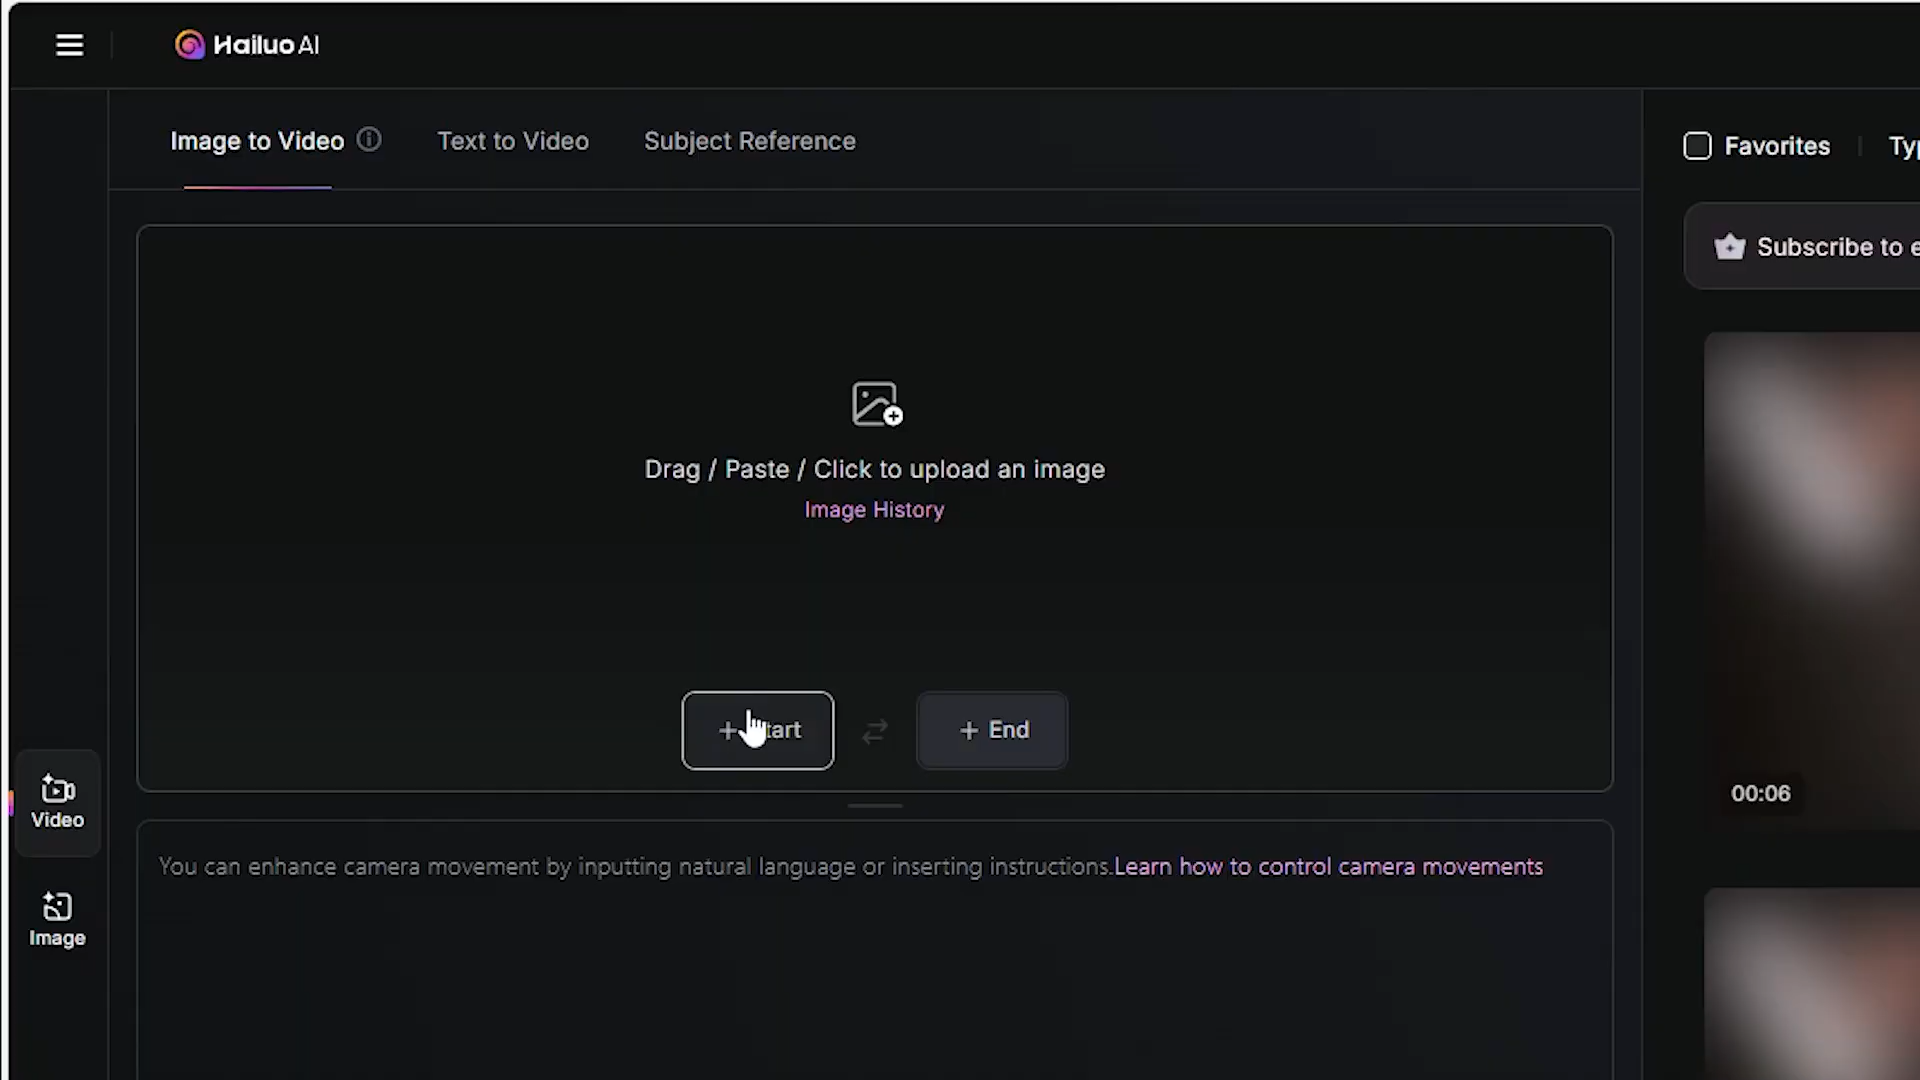 Hailuo AI
Image to Video
Text to Video
Subject Reference
Favorites
Subscribe to
Drag / Paste / Click to upload an image
Image History
+ End
00:06
Video
You can enhance camera movement by inputting natural language or inserting instructions.Learn how to control camera movements
Image